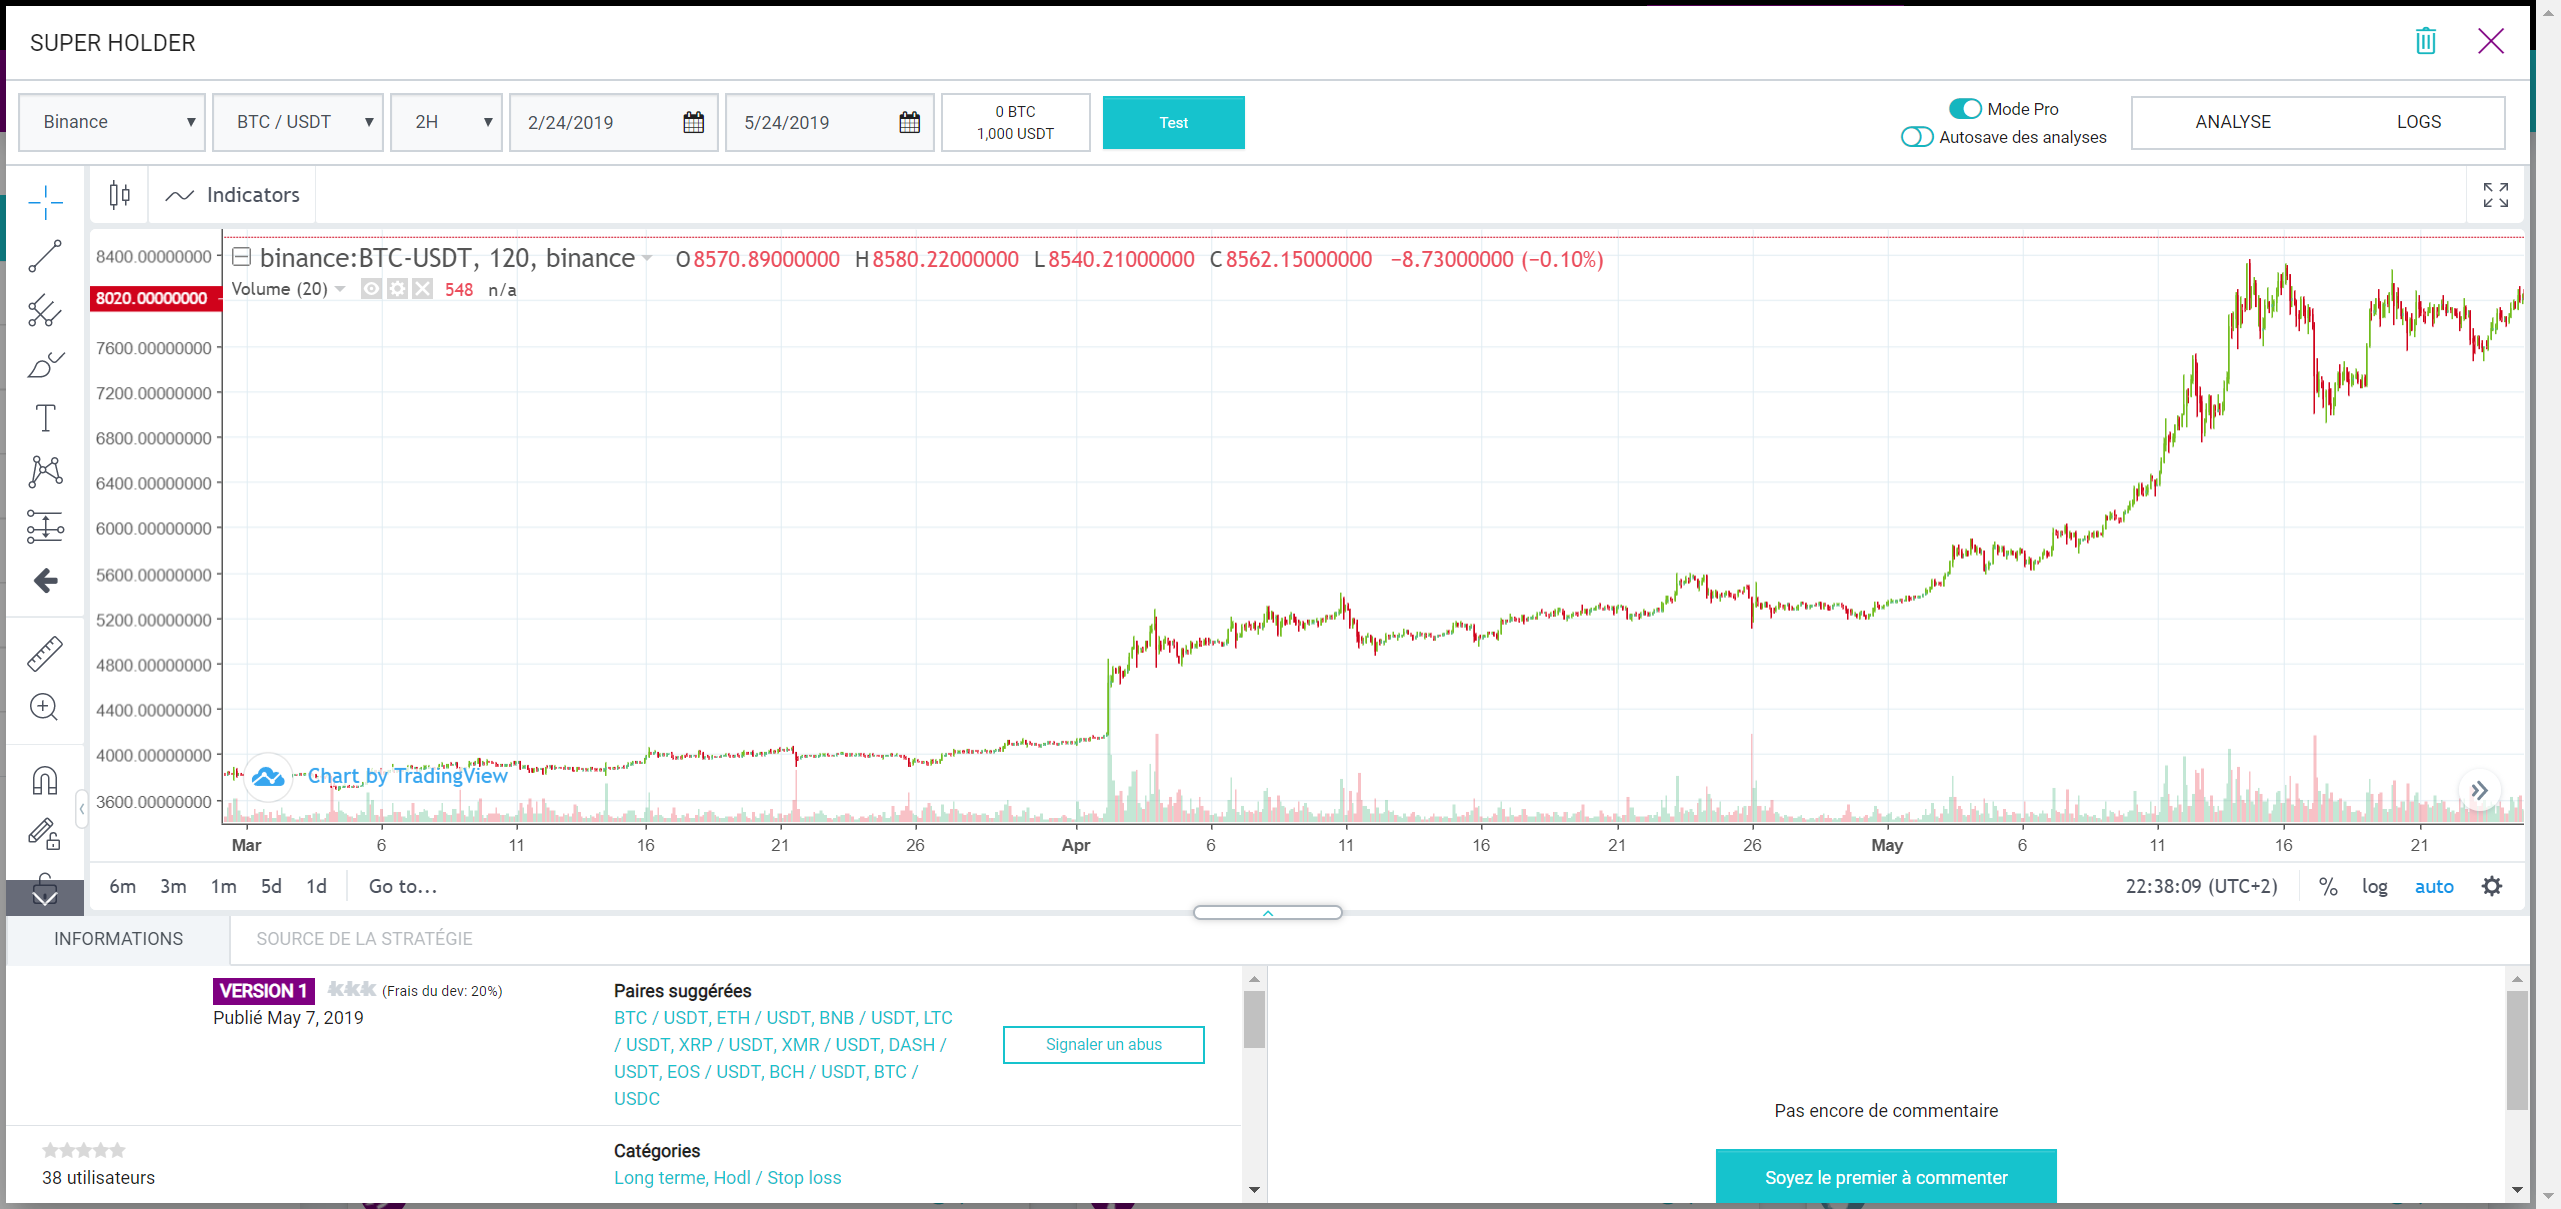 SUPER HOLDER
Binance ▼ BTC / USDT ▼ 2H ▼ 2/24/2019 5/24/2019
0 BTC
1,000 USDT
Test
Mode Pro
Autosave des analyses
ANALYSE LOGS
Indicators
binance:BTC-USDT, 120, binance O8570.89000000 H8580.22000000 L8540.21000000 C8562.15000000 −8.73000000 (−0.10%)
Volume (20) 548 n/a
8400.00000000
8020.00000000
7600.00000000
7200.00000000
6800.00000000
6400.00000000
6000.00000000
5600.00000000
5200.00000000
4800.00000000
4400.00000000
4000.00000000
3600.00000000
Chart by TradingView
Mar 6 11 16 21 26 Apr 6 11 16 21 26 May 6 11 16 21
6m 3m 1m 5d 1d Go to... 22:38:09 (UTC+2) % log auto
INFORMATIONS SOURCE DE LA STRATÉGIE
VERSION 1 (Frais du dev: 20%)
Publié May 7, 2019
Paires suggérées
BTC / USDT, ETH / USDT, BNB / USDT, LTC
/ USDT, XRP / USDT, XMR / USDT, DASH /
USDT, EOS / USDT, BCH / USDT, BTC /
USDC
Signaler un abus
38 utilisateurs
Catégories
Long terme, Hodl / Stop loss
Pas encore de commentaire
Soyez le premier à commenter